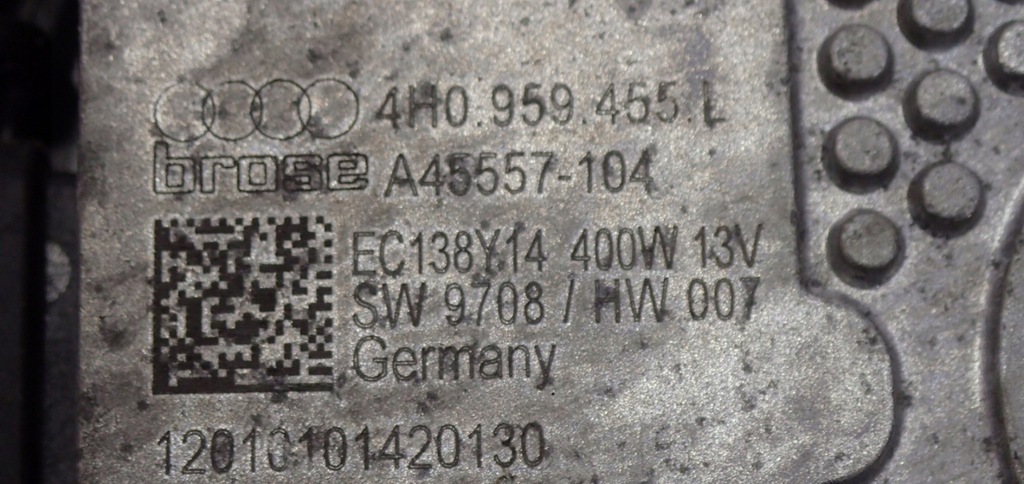 4H0.959.455.L
brose A45557-104
EC138Y14 400W 13V
SW 9708 / HW 007
Germany
12010101420130